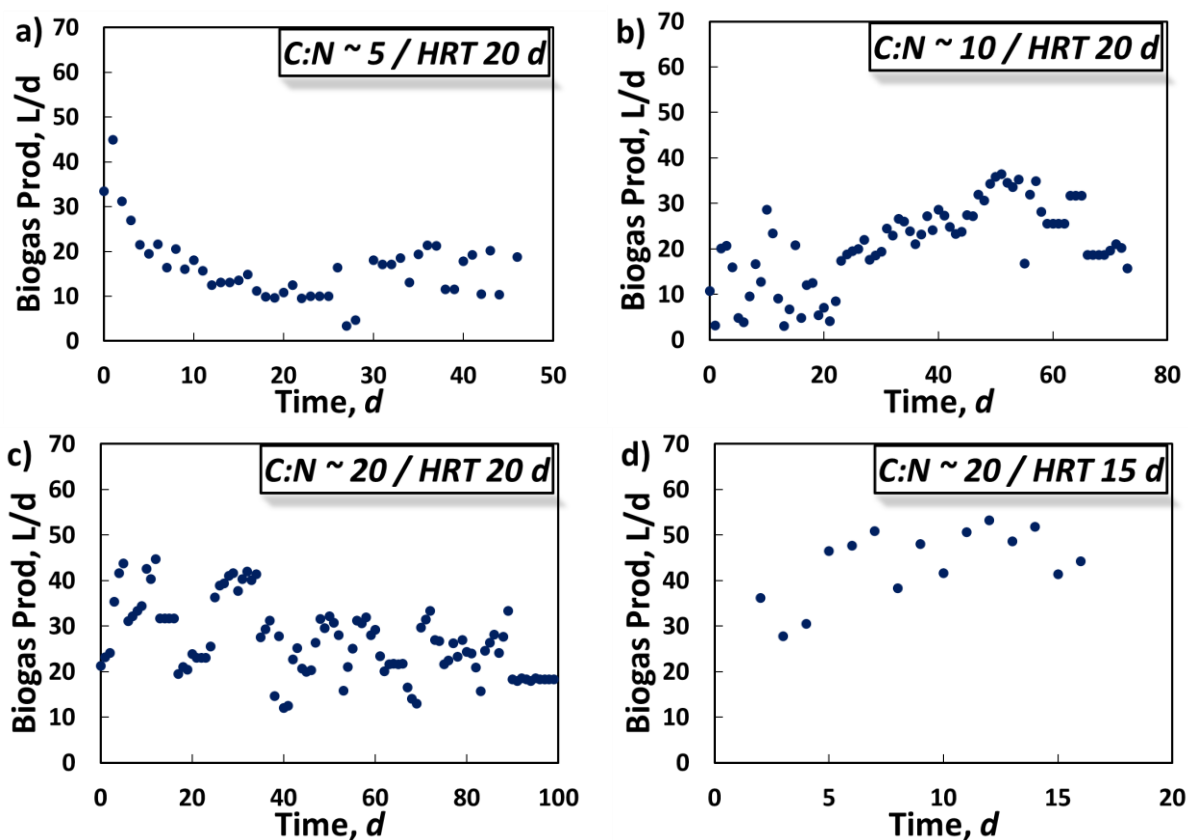 a)
C:N ~ 5 / HRT 20 d
Biogas Prod, L/d
70
60
50
40
30
20
10
0
0 10 20 30 40 50
Time, d
b)
C:N ~ 10 / HRT 20 d
Biogas Prod, L/d
70
60
50
40
30
20
10
0
0 20 40 60 80
Time, d
c)
C:N ~ 20 / HRT 20 d
Biogas Prod, L/d
70
60
50
40
30
20
10
0
0 20 40 60 80 100
Time, d
d)
C:N ~ 20 / HRT 15 d
Biogas Prod, L/d
70
60
50
40
30
20
10
0
0 5 10 15 20
Time, d